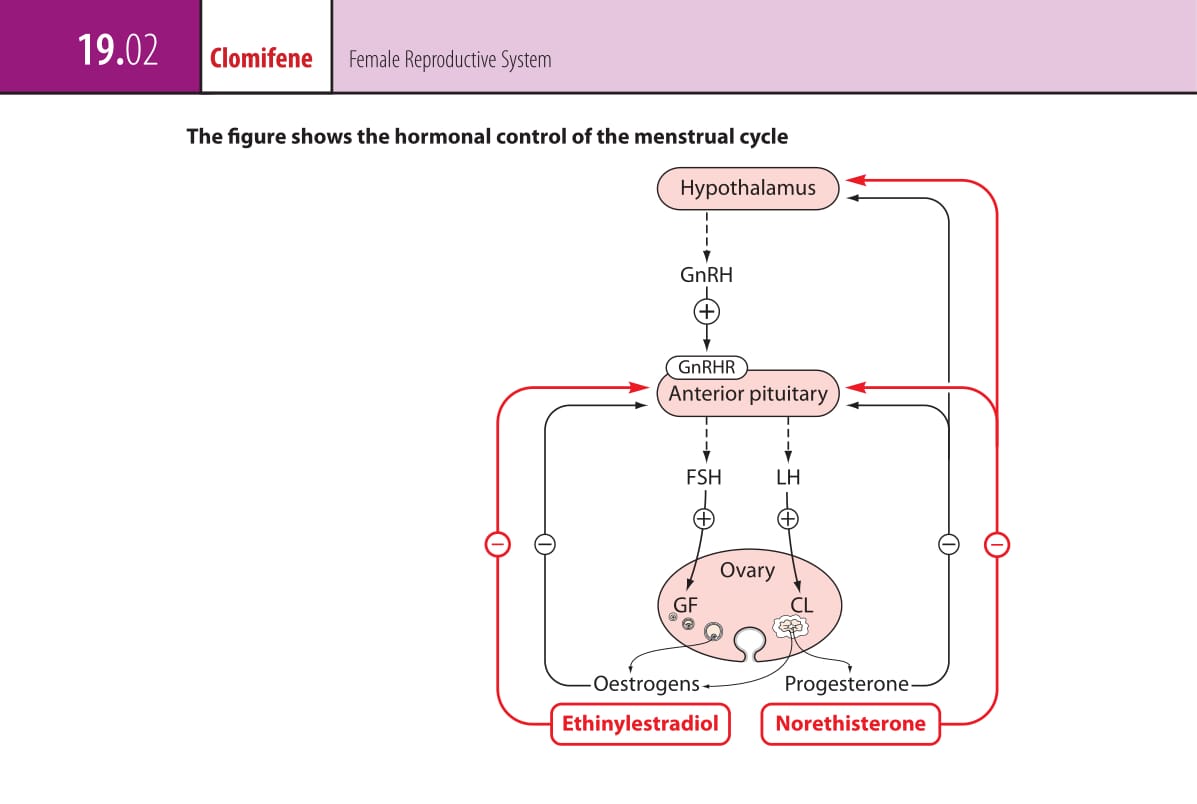 19.02
Clomifene
Female Reproductive System
The figure shows the hormonal control of the menstrual cycle
Hypothalamus
GnRH
+
GnRHR
Anterior pituitary
FSH LH
+ +
− − − −
Ovary
GF CL
Oestrogens Progesterone
Ethinylestradiol Norethisterone